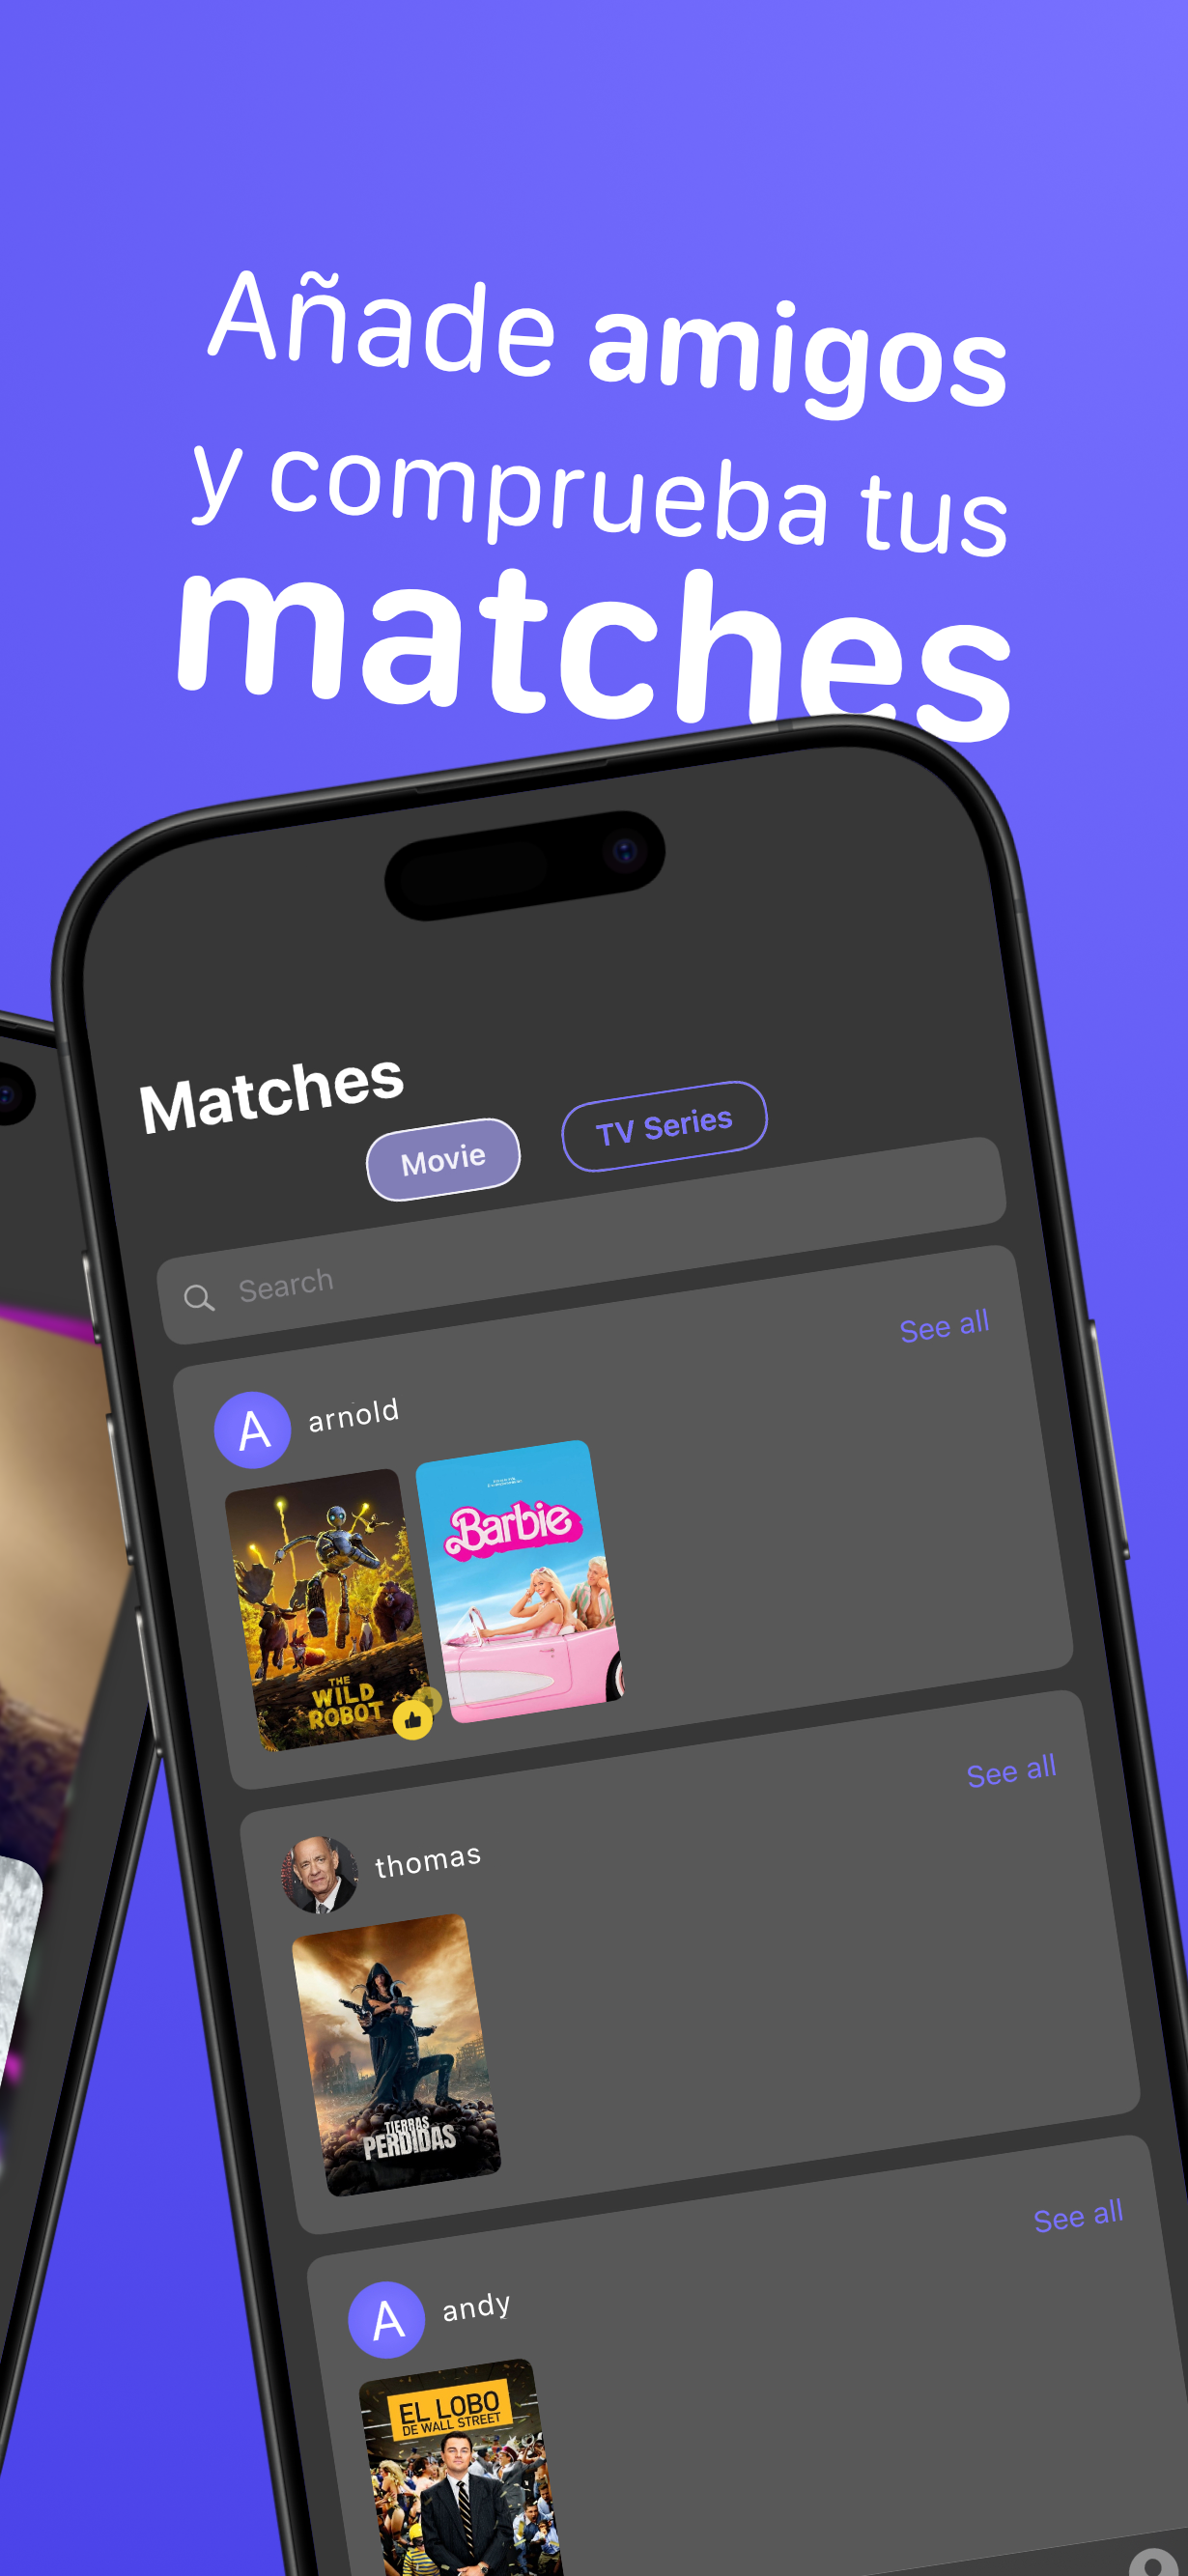 Añade amigos
y comprueba tus
matches
Matches
Movie
TV Series
Search
See all
A
arnold
THE
WILD
ROBOT
Barbie
See all
thomas
TIERRAS
PERDIDAS
See all
A
andy
EL LOBO
DE WALL STREET